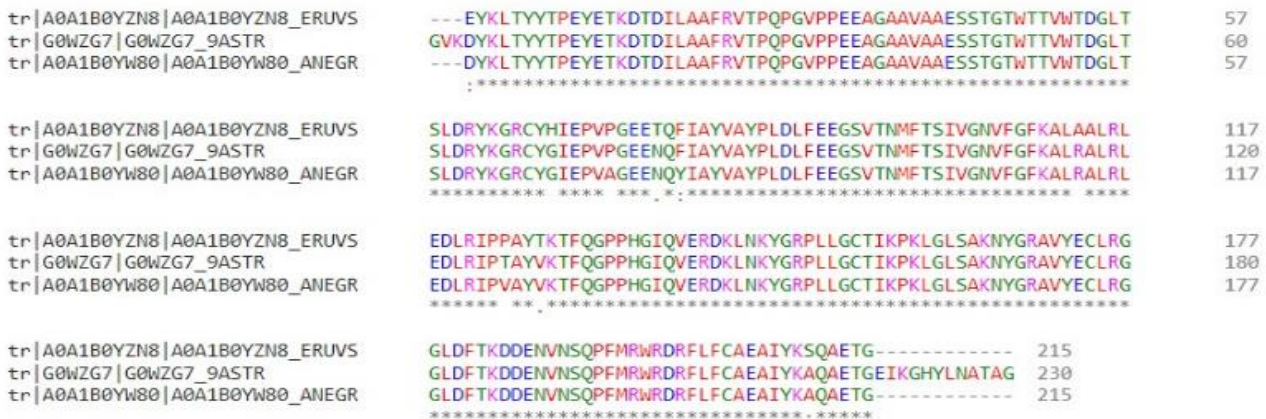 tr|A0A1B0YZN8|A0A1B0YZN8_ERUVS ---EYKLTYYTPEYETKDTDILAAFRVTPQPGVPPEEAGAAVAAESSTGTWTTVWTDGLT 57
tr|G0WZG7|G0WZG7_9ASTR GVKDYKLTYYTPEYETKDTDILAAFRVTPQPGVPPEEAGAAVAAESSTGTWTTVWTDGLT 60
tr|A0A1B0YW80|A0A1B0YW80_ANEGR ---DYKLTYYTPEYETKDTDILAAFRVTPQPGVPPEEAGAAVAAESSTGTWTTVWTDGLT 57
:********************************************************
tr|A0A1B0YZN8|A0A1B0YZN8_ERUVS SLDRYKGRCYHIEPVPGEETQFIAYVAYPLDLFEEGSVTNMFTSIVGNVFGFKALAALRL 117
tr|G0WZG7|G0WZG7_9ASTR SLDRYKGRCYGIEPVPGEENQFIAYVAYPLDLFEEGSVTNMFTSIVGNVFGFKALRALRL 120
tr|A0A1B0YW80|A0A1B0YW80_ANEGR SLDRYKGRCYGIEPVAGEENQYIAYVAYPLDLFEEGSVTNMFTSIVGNVFGFKALRALRL 117
********** **** ***.*:********************************* ****
tr|A0A1B0YZN8|A0A1B0YZN8_ERUVS EDLRIPPAYTKTFQGPPHGIQVERDKLNKYGRPLLGCTIKPKLGLSAKNYGRAVYECLRG 177
tr|G0WZG7|G0WZG7_9ASTR EDLRIPTAYVKTFQGPPHGIQVERDKLNKYGRPLLGCTIKPKLGLSAKNYGRAVYECLRG 180
tr|A0A1B0YW80|A0A1B0YW80_ANEGR EDLRIPVAYVKTFQGPPHGIQVERDKLNKYGRPLLGCTIKPKLGLSAKNYGRAVYECLRG 177
****** **.**************************************************
tr|A0A1B0YZN8|A0A1B0YZN8_ERUVS GLDFTKDDENVNSQPFMRWRDRFLFCAEAIYKSQAETG------------ 215
tr|G0WZG7|G0WZG7_9ASTR GLDFTKDDENVNSQPFMRWRDRFLFCAEAIYKAQAETGEIKGHYLNATAG 230
tr|A0A1B0YW80|A0A1B0YW80_ANEGR GLDFTKDDENVNSQPFMRWRDRFLFCAEAIYKAQAETG------------ 215
********************************.*****